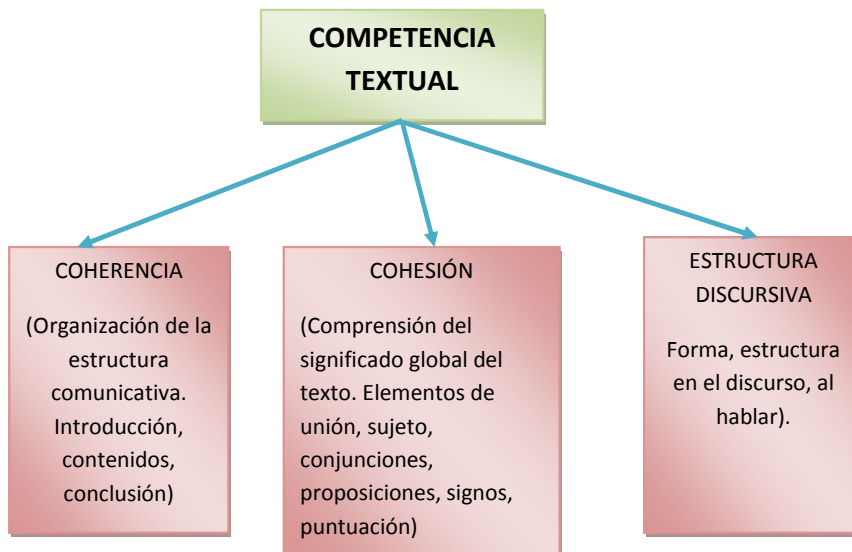 COMPETENCIA
TEXTUAL
COHERENCIA
(Organización de la
estructura
comunicativa.
Introducción,
contenidos,
conclusión)
COHESIÓN
(Comprensión del
significado global del
texto. Elementos de
unión, sujeto,
conjunciones,
proposiciones, signos,
puntuación)
ESTRUCTURA
DISCURSIVA
Forma, estructura
en el discurso, al
hablar).